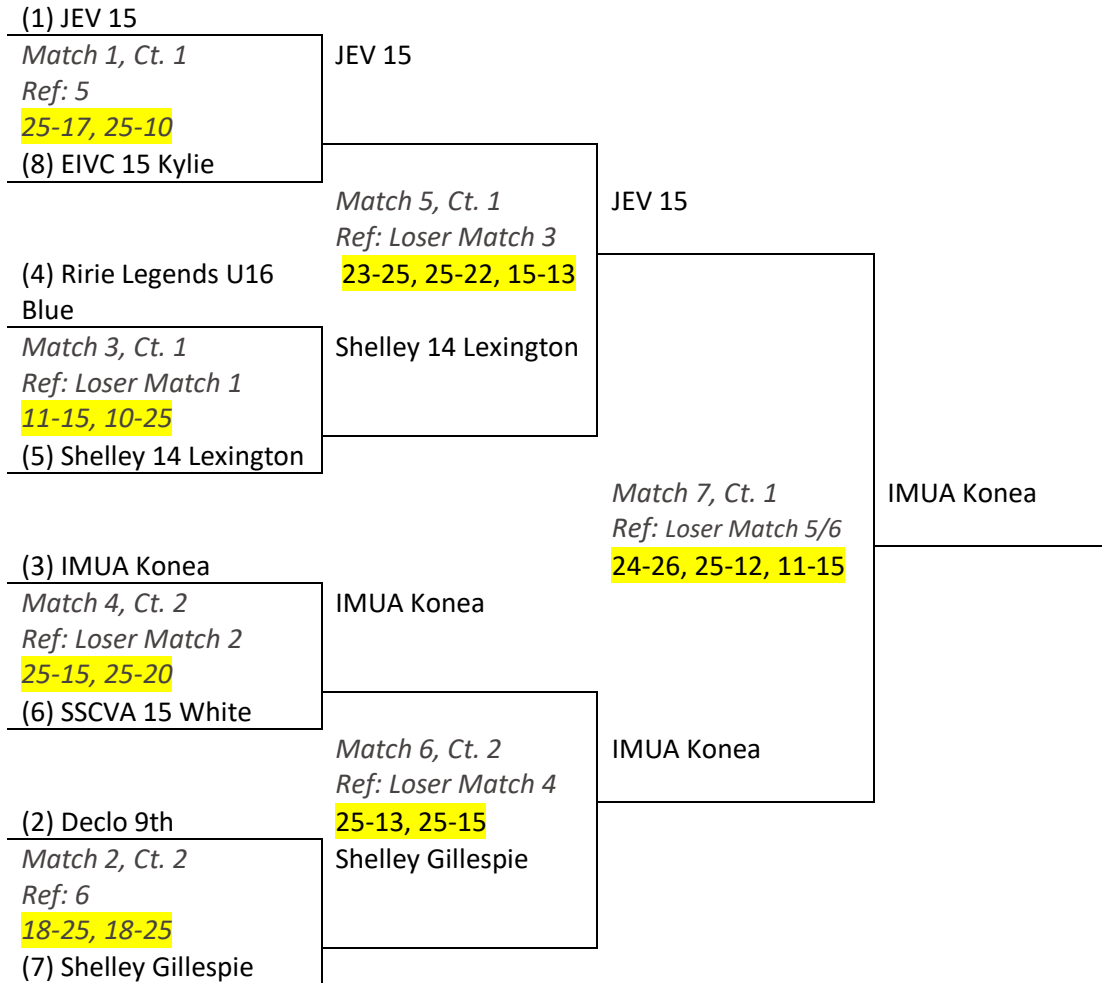 (1) JEV 15
Match 1, Ct. 1
Ref: 5
25-17, 25-10
(8) EIVC 15 Kylie
JEV 15
(4) Ririe Legends U16
Blue
Match 3, Ct. 1
Ref: Loser Match 1
11-15, 10-25
(5) Shelley 14 Lexington
Match 5, Ct. 1
Ref: Loser Match 3
23-25, 25-22, 15-13
Shelley 14 Lexington
JEV 15
(3) IMUA Konea
Match 4, Ct. 2
Ref: Loser Match 2
25-15, 25-20
(6) SSCVA 15 White
IMUA Konea
(2) Declo 9th
Match 2, Ct. 2
Ref: 6
18-25, 18-25
(7) Shelley Gillespie
Match 6, Ct. 2
Ref: Loser Match 4
25-13, 25-15
Shelley Gillespie
IMUA Konea
Match 7, Ct. 1
Ref: Loser Match 5/6
24-26, 25-12, 11-15
IMUA Konea